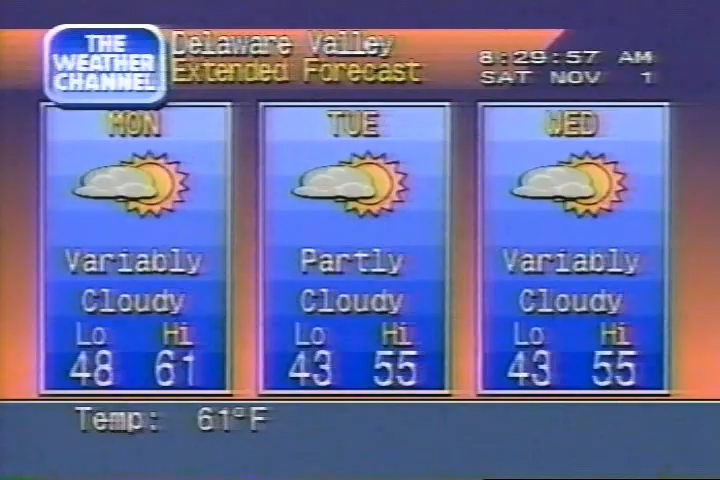 THE
WEATHER
CHANNEL
Delaware Valley
Extended Forecast
8:29:57 AM
SAT NOV 1
MON
Variably
Cloudy
Lo Hi
48 61
TUE
Partly
Cloudy
Lo Hi
43 55
WED
Variably
Cloudy
Lo Hi
43 55
Temp: 61°F